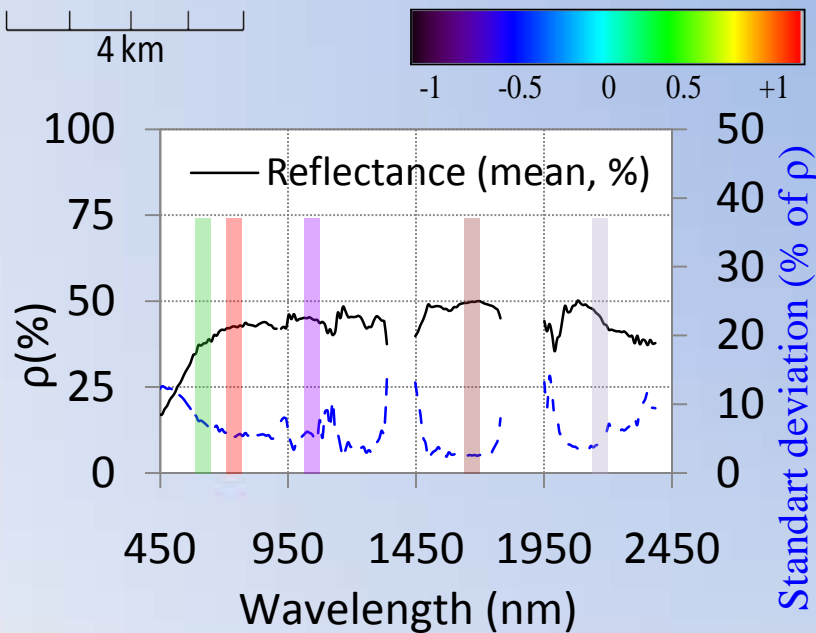 4 km
-1 -0.5 0 0.5 +1
100
75
50
25
0
ρ(%)
Reflectance (mean, %)
50
40
30
20
10
0
Standart deviation (% of ρ)
450 950 1450 1950 2450
Wavelength (nm)